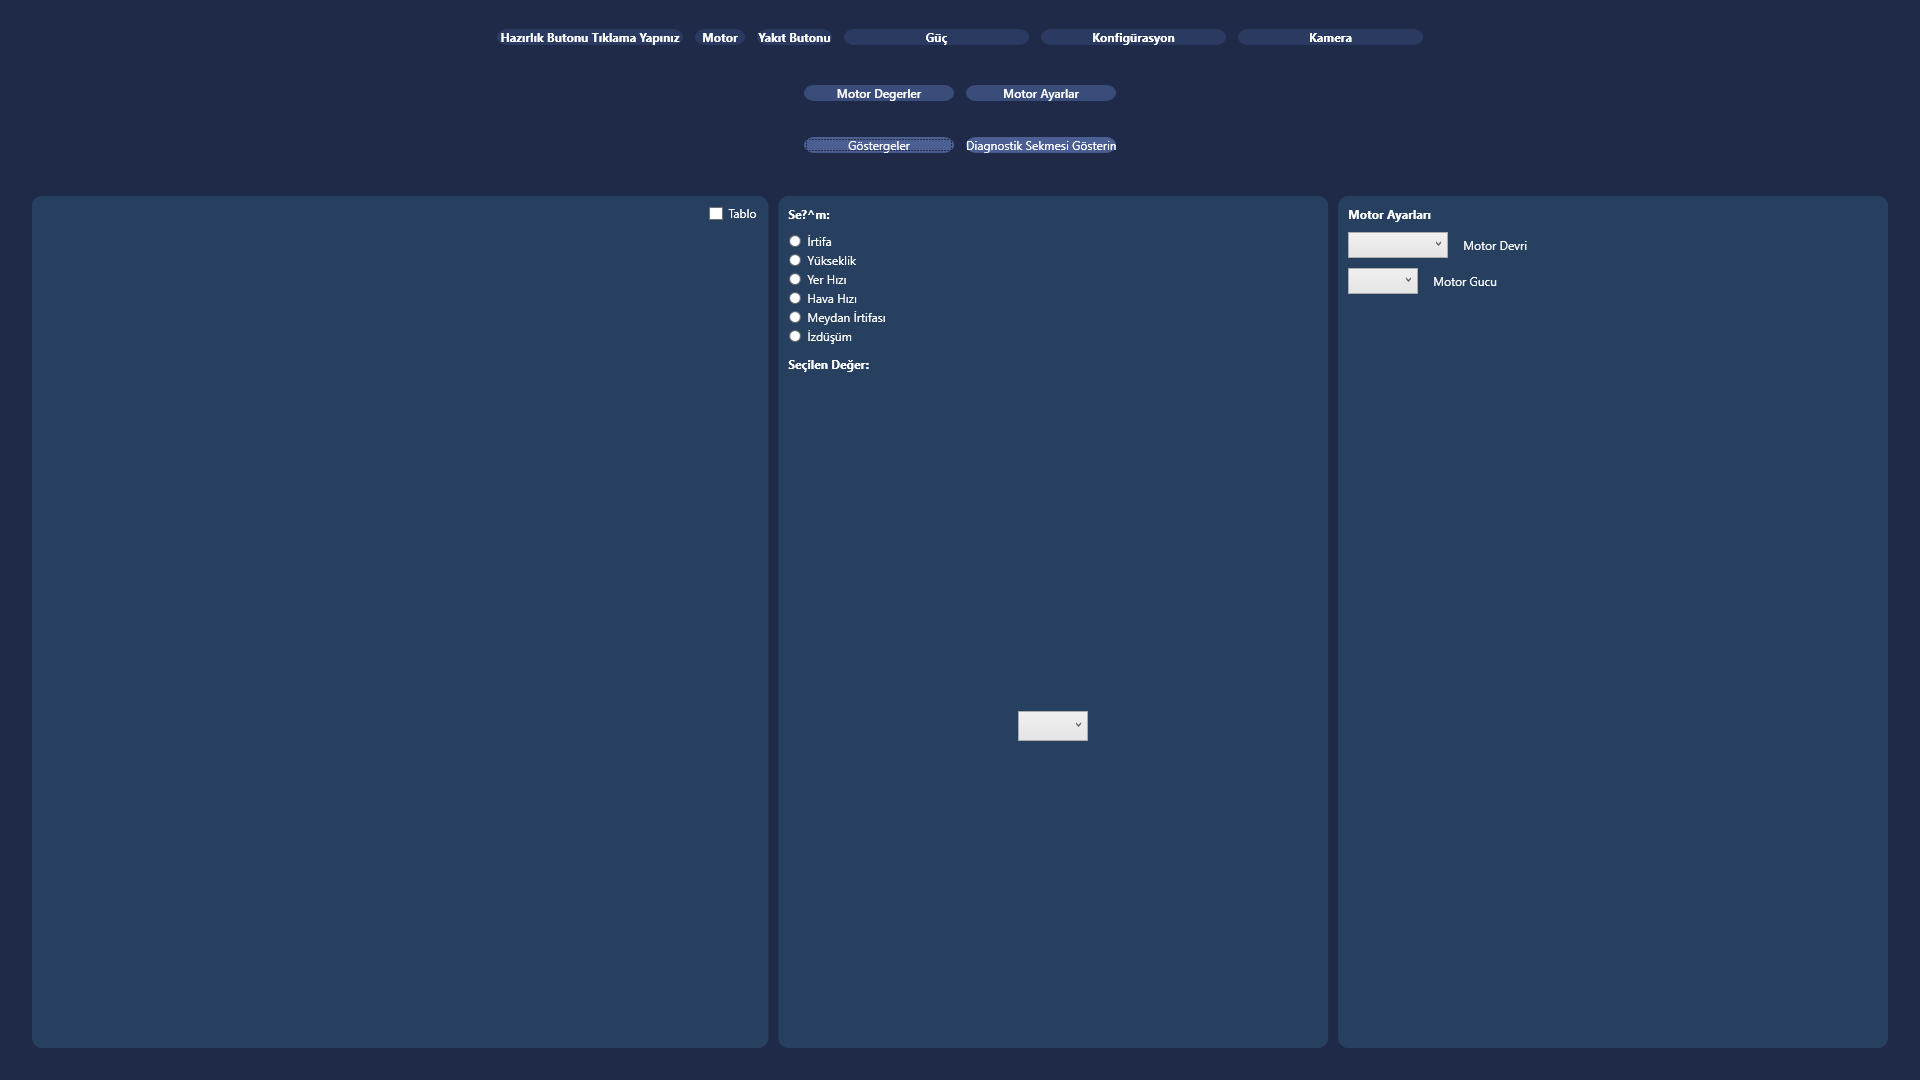 Hazırlık Butonu Tıklama Yapınız Motor Yakıt Butonu Güç Konfigürasyon Kamera
Motor Degerler Motor Ayarlar
Göstergeler Diagnostik Sekmesi Gösterin
Tablo
Se?^m:
İrtifa
Yükseklik
Yer Hızı
Hava Hızı
Meydan İrtifası
İzdüşüm
Seçilen Değer:
Motor Ayarları
Motor Devri
Motor Gucu